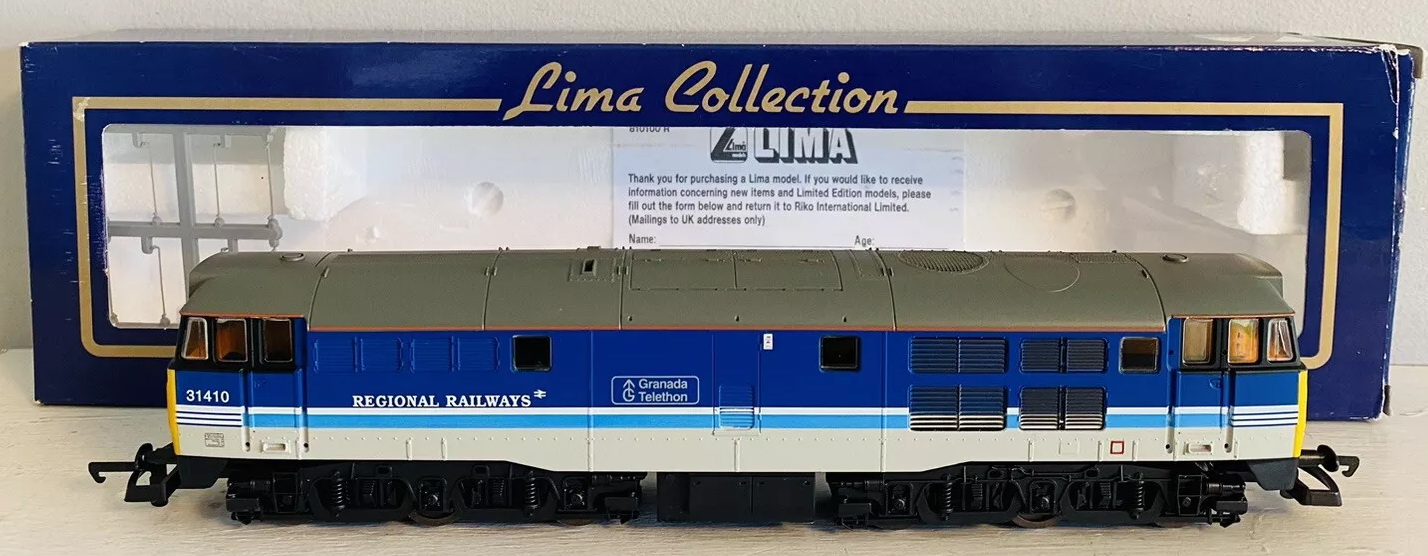 Lima Collection
810100 R
Lima
models
LIMA
Thank you for purchasing a Lima model. If you would like to receive
information concerning new items and Limited Edition models, please
fill out the form below and return it to Riko International Limited.
(Mailings to UK addresses only)
Name:
Age:
31410
REGIONAL RAILWAYS
Granada
Telethon